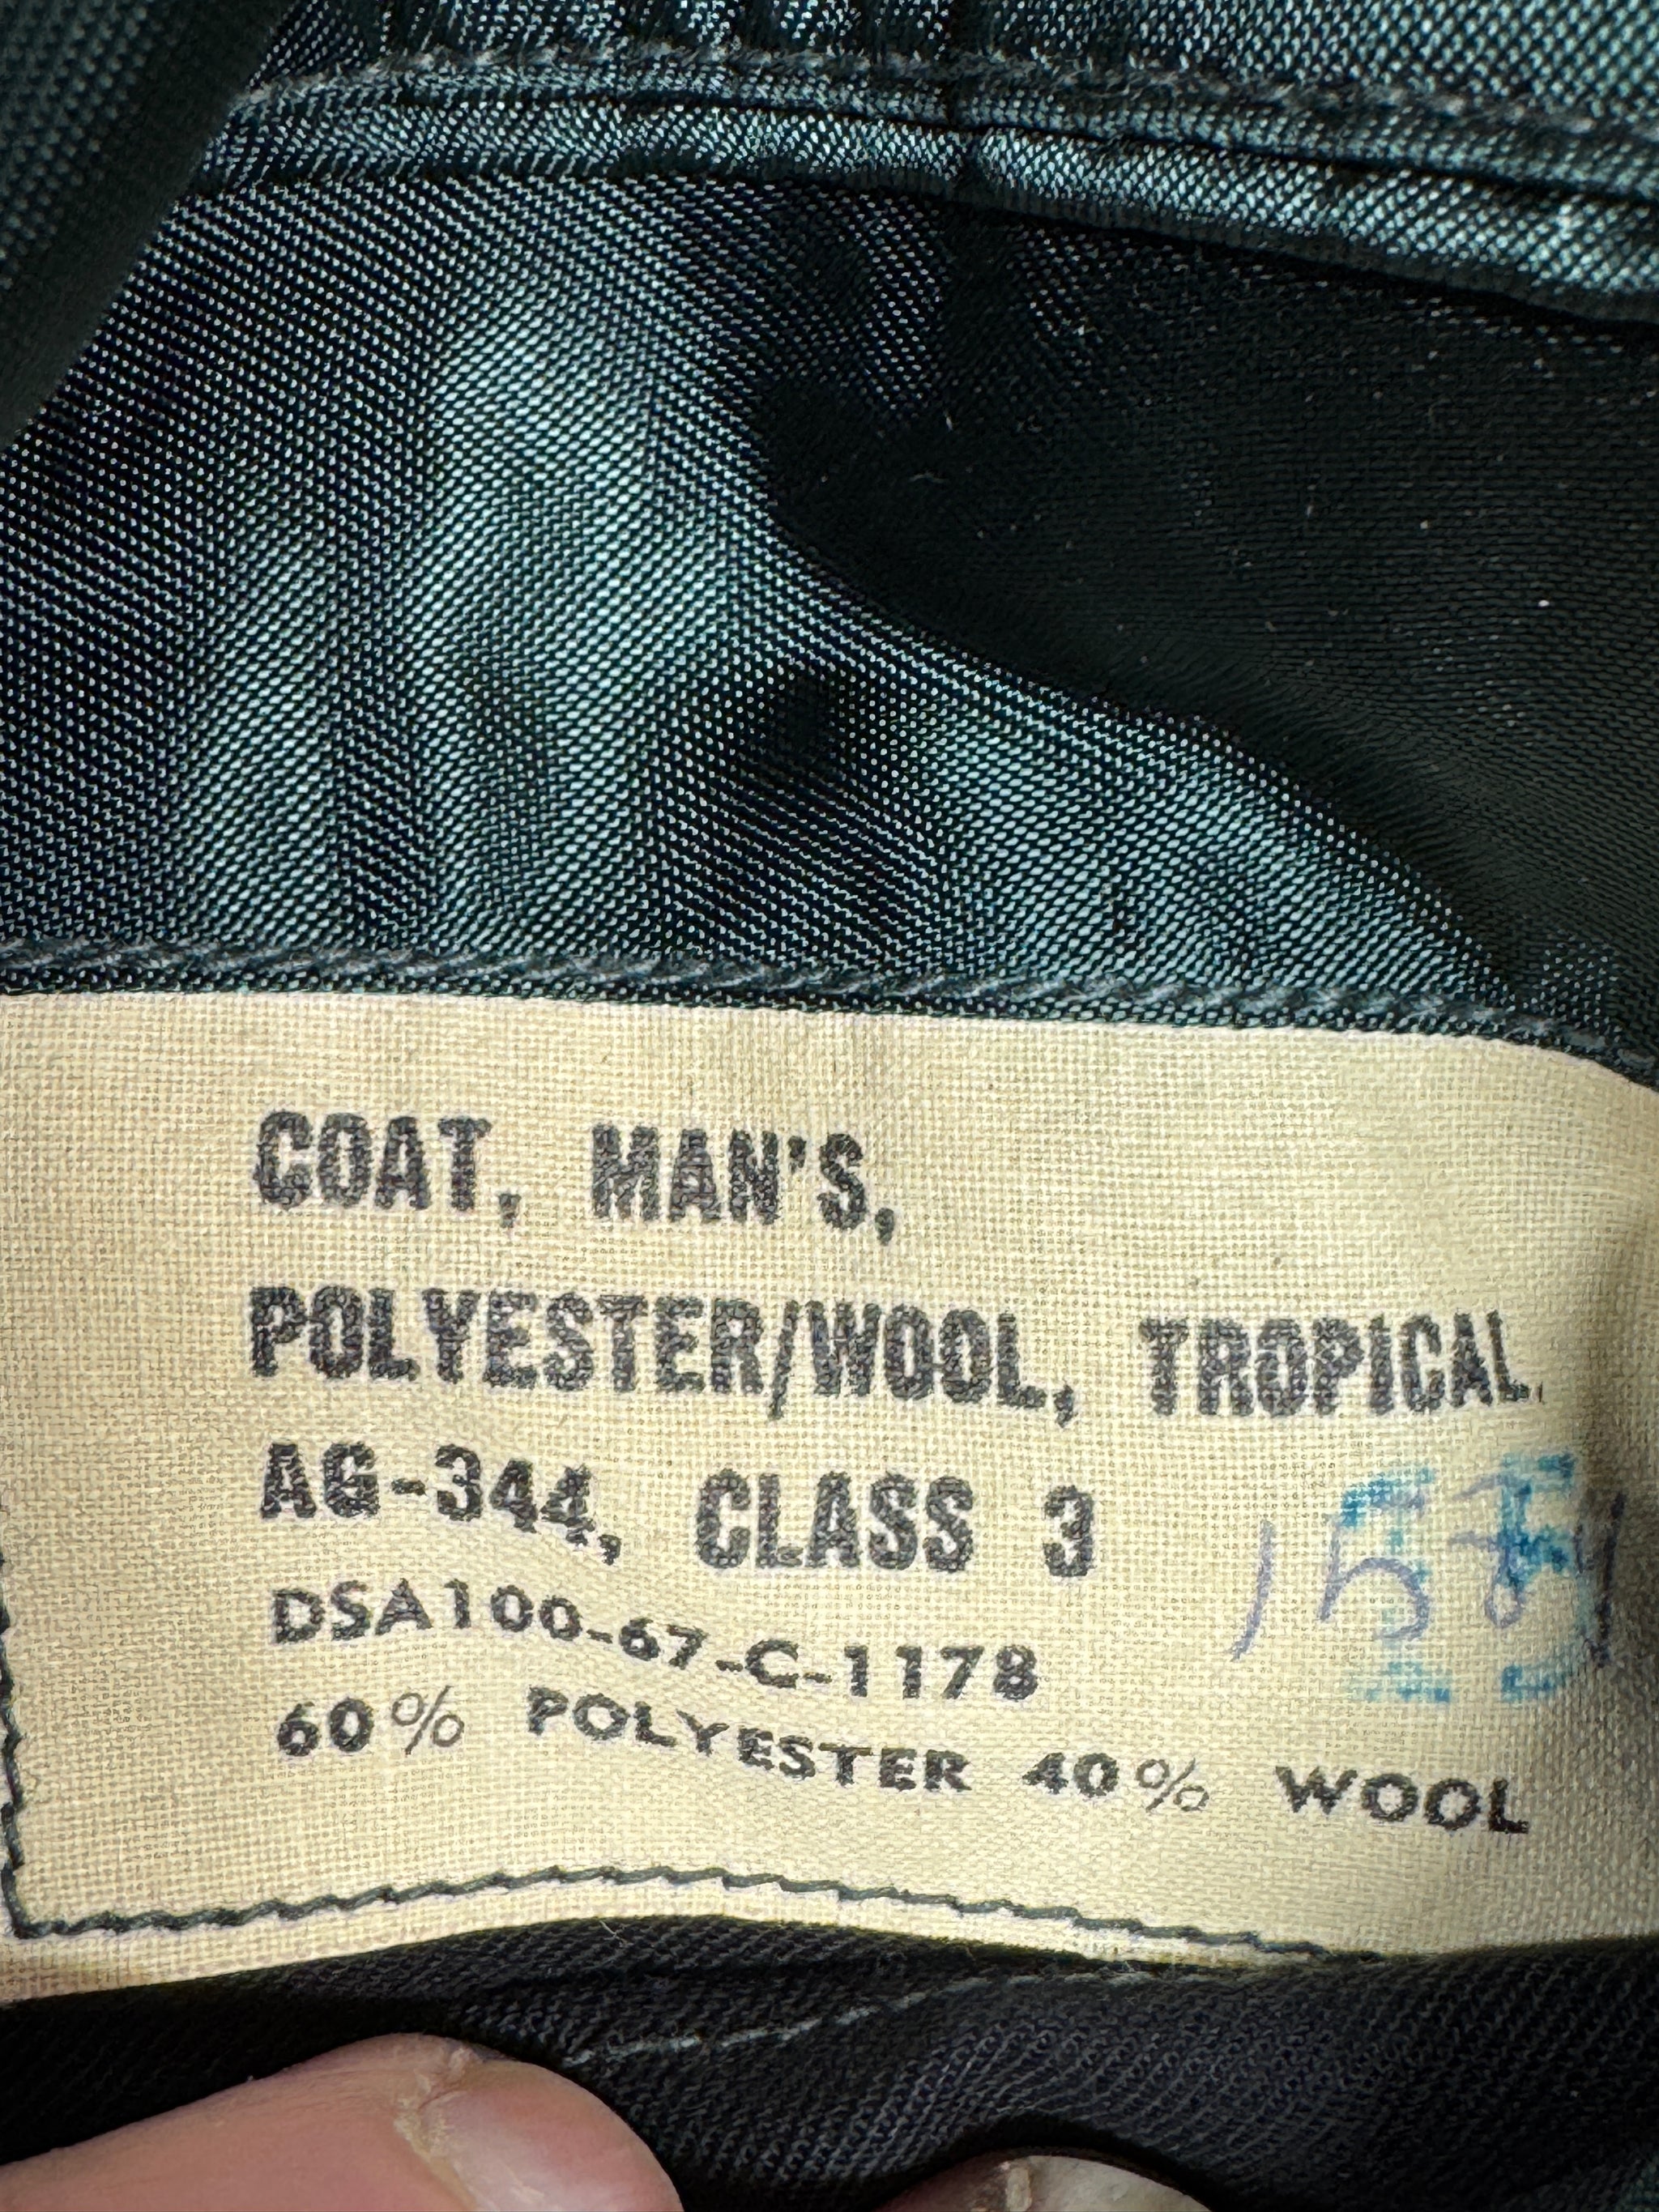 COAT, MAN'S,
POLYESTER/WOOL, TROPICAL,
AG-344, CLASS 3
DSA100-67-C-1178
60% POLYESTER 40% WOOL